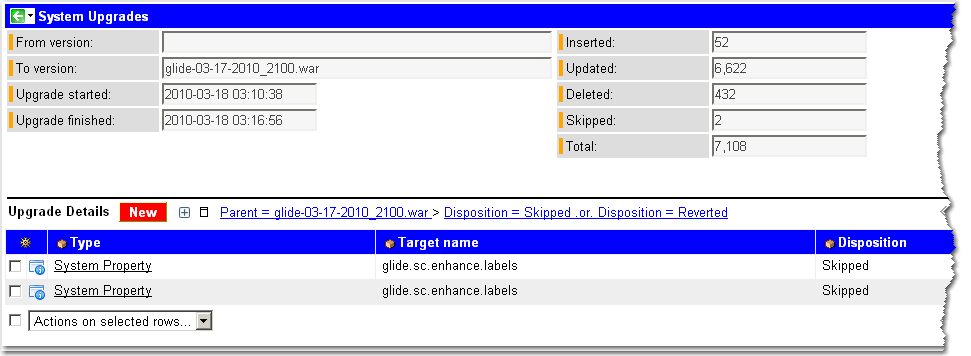 System Upgrades
From version:
To version: glide-03-17-2010_2100.war
Upgrade started: 2010-03-18 03:10:38
Upgrade finished: 2010-03-18 03:16:56
Inserted: 52
Updated: 6,622
Deleted: 432
Skipped: 2
Total: 7,108
Upgrade Details New Parent = glide-03-17-2010_2100.war > Disposition = Skipped .or. Disposition = Reverted
Type Target name Disposition
System Property glide.sc.enhance.labels Skipped
System Property glide.sc.enhance.labels Skipped
Actions on selected rows...